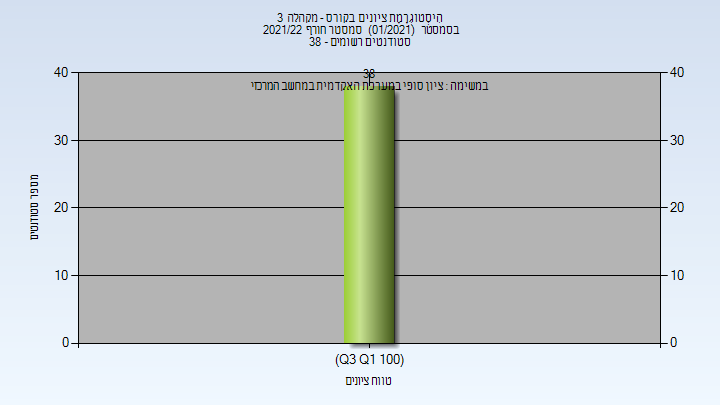 היסטוגרמת ציונים בקורס - מקהלה 3
בסמסטר (01/2021) סמסטר חורף 2021/22
סטודנטים רשומים - 38
38
במשימה : ציון סופי במערכת האקדמית במחשב המרכזי
40
40
30
30
20
20
10
10
0
0
מספר סטודנטים
(Q3 Q1 100)
טווח ציונים